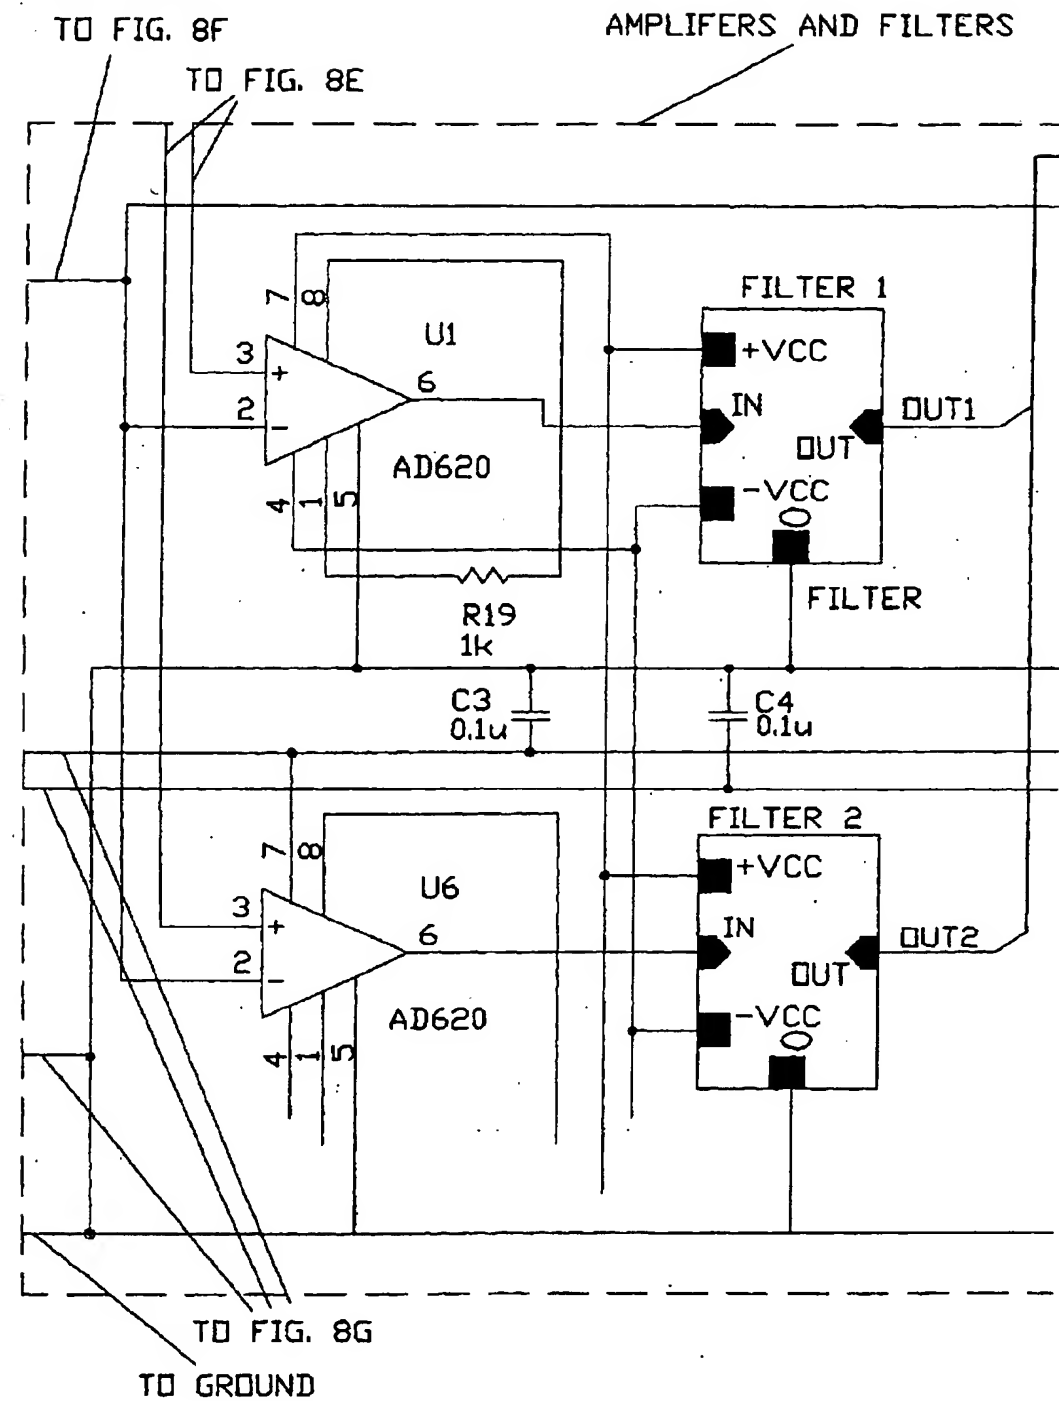 TO FIG. 8F
AMPLIFERS AND FILTERS
TO FIG. 8E
FILTER 1
7
8
U1
+VCC
3
+
6
2
-
IN
OUT1
OUT
AD620
-VCC
4
1
5
0
FILTER
R19
1k
C3
0.1u
C4
0.1u
FILTER 2
7
8
U6
+VCC
3
+
6
2
-
IN
OUT2
OUT
AD620
-VCC
4
1
5
0
TO FIG. 8G
TO GROUND